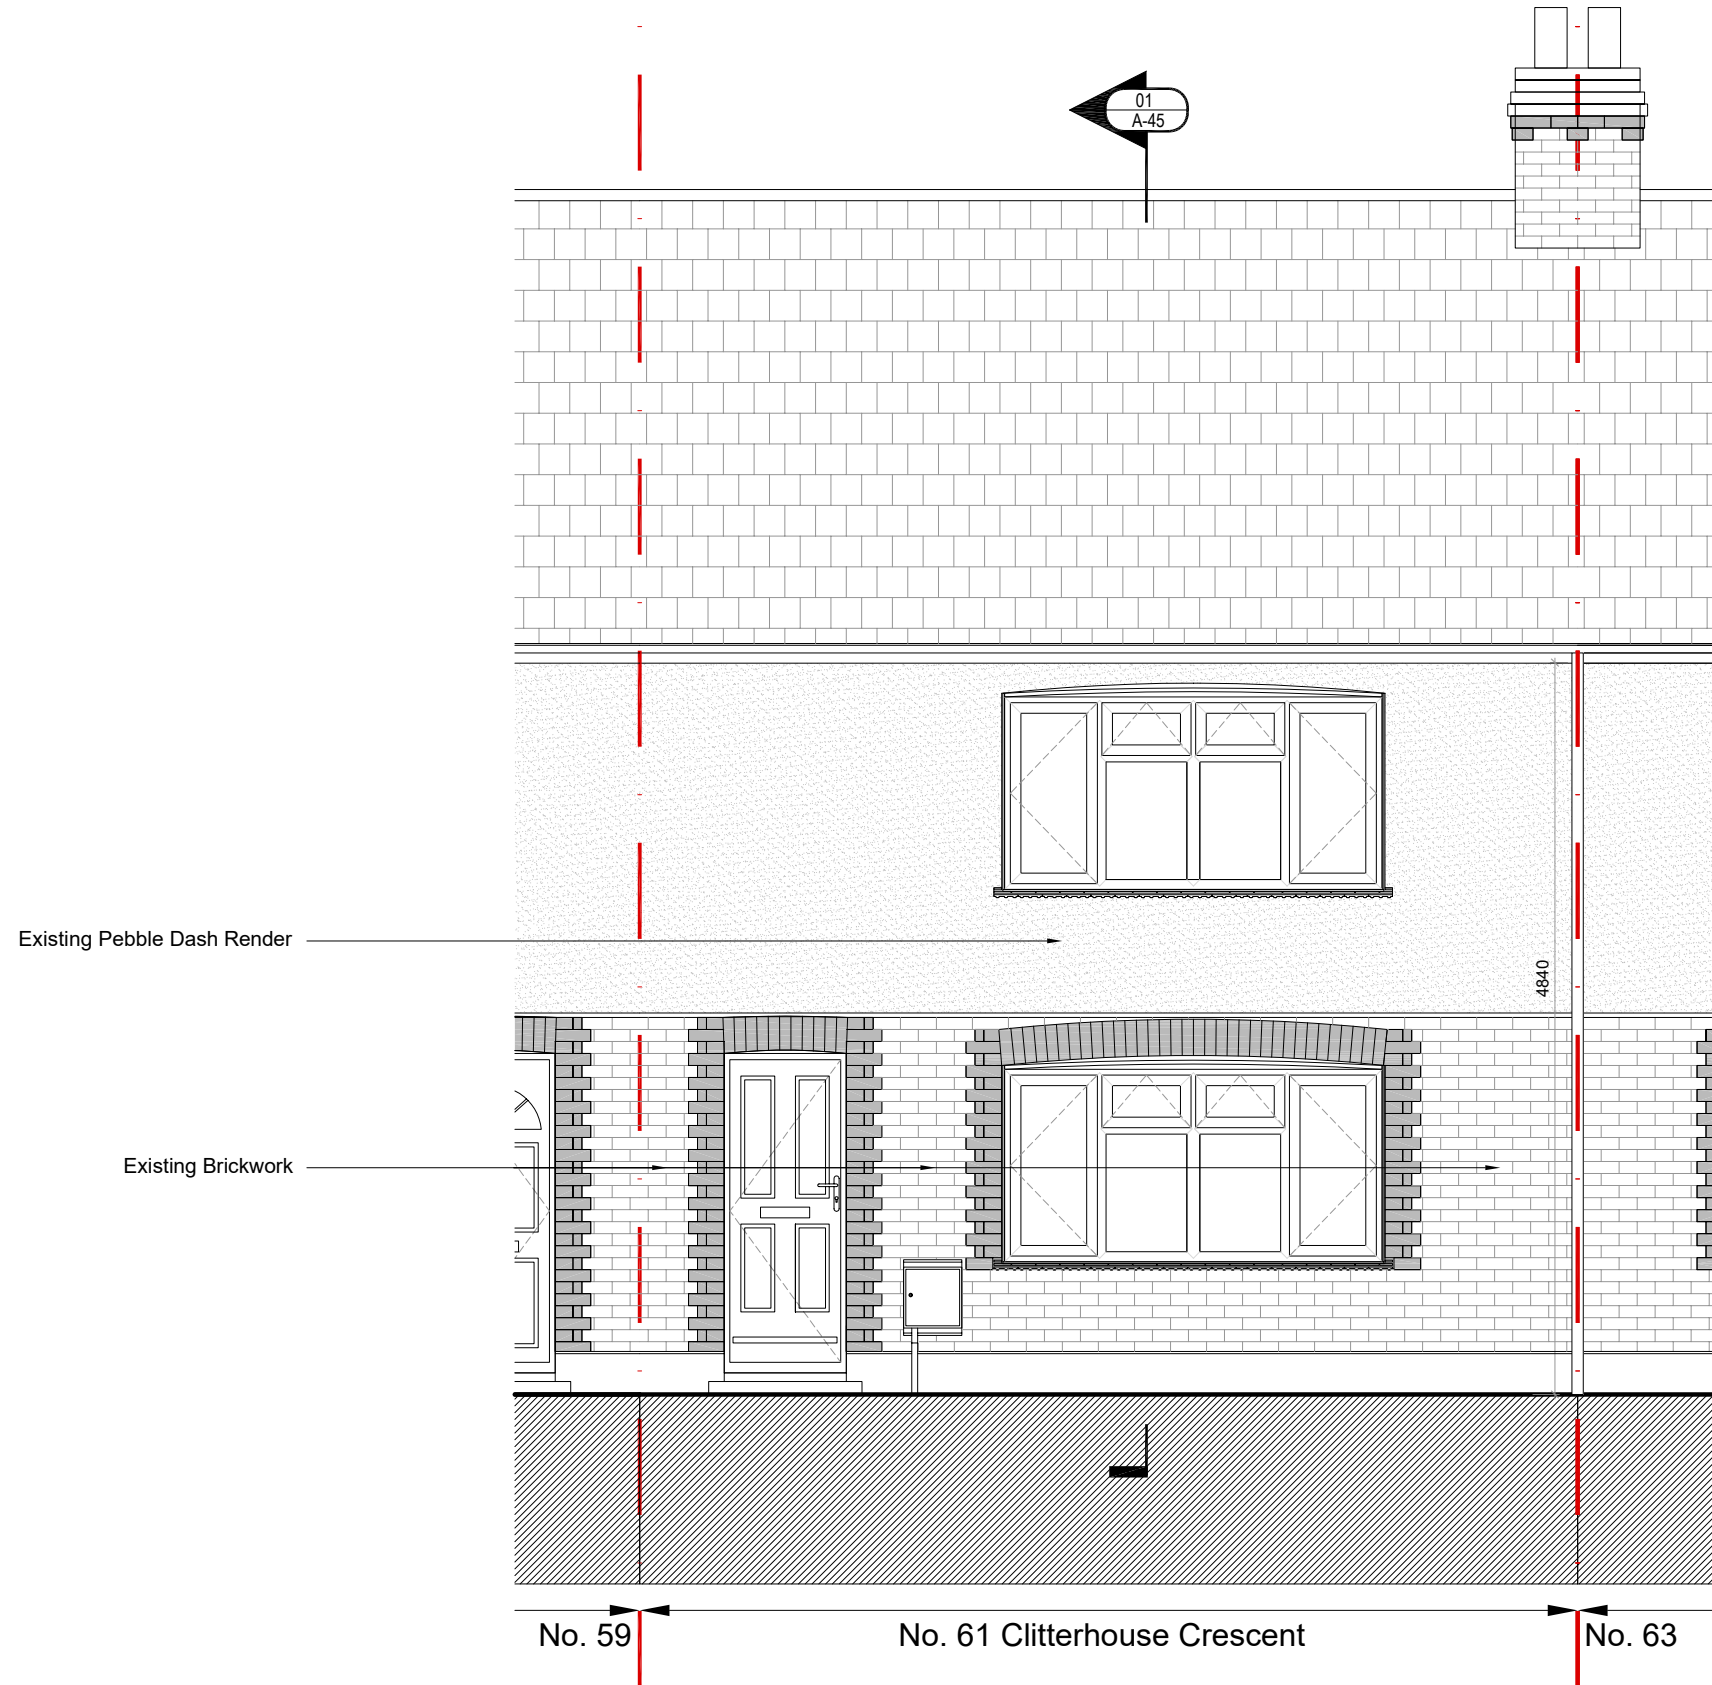 01
A-45
Existing Pebble Dash Render
4840
Existing Brickwork
No. 59
No. 61 Clitterhouse Crescent
No. 63